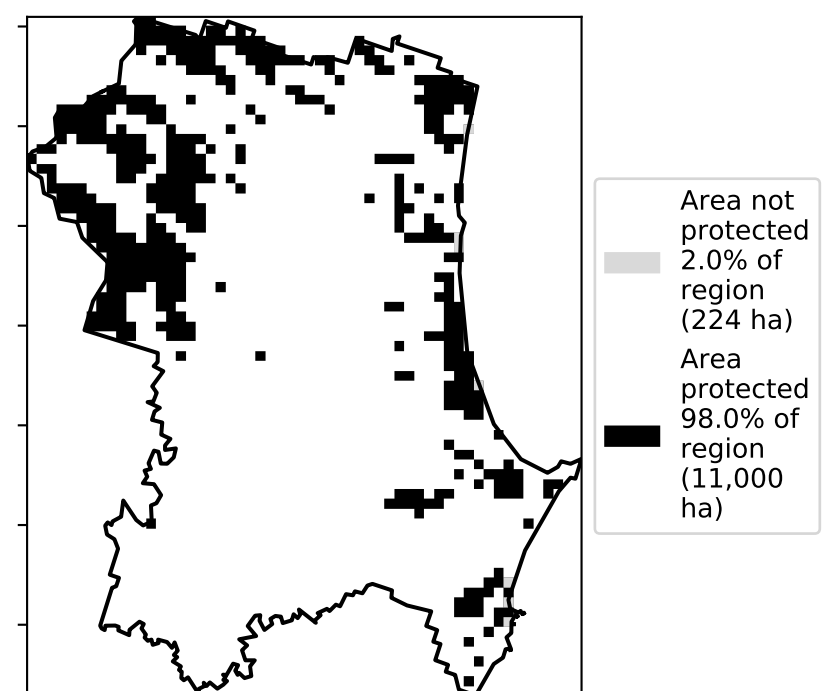 Area not
protected
2.0% of
region
(224 ha)
Area
protected
98.0% of
region
(11,000
ha)